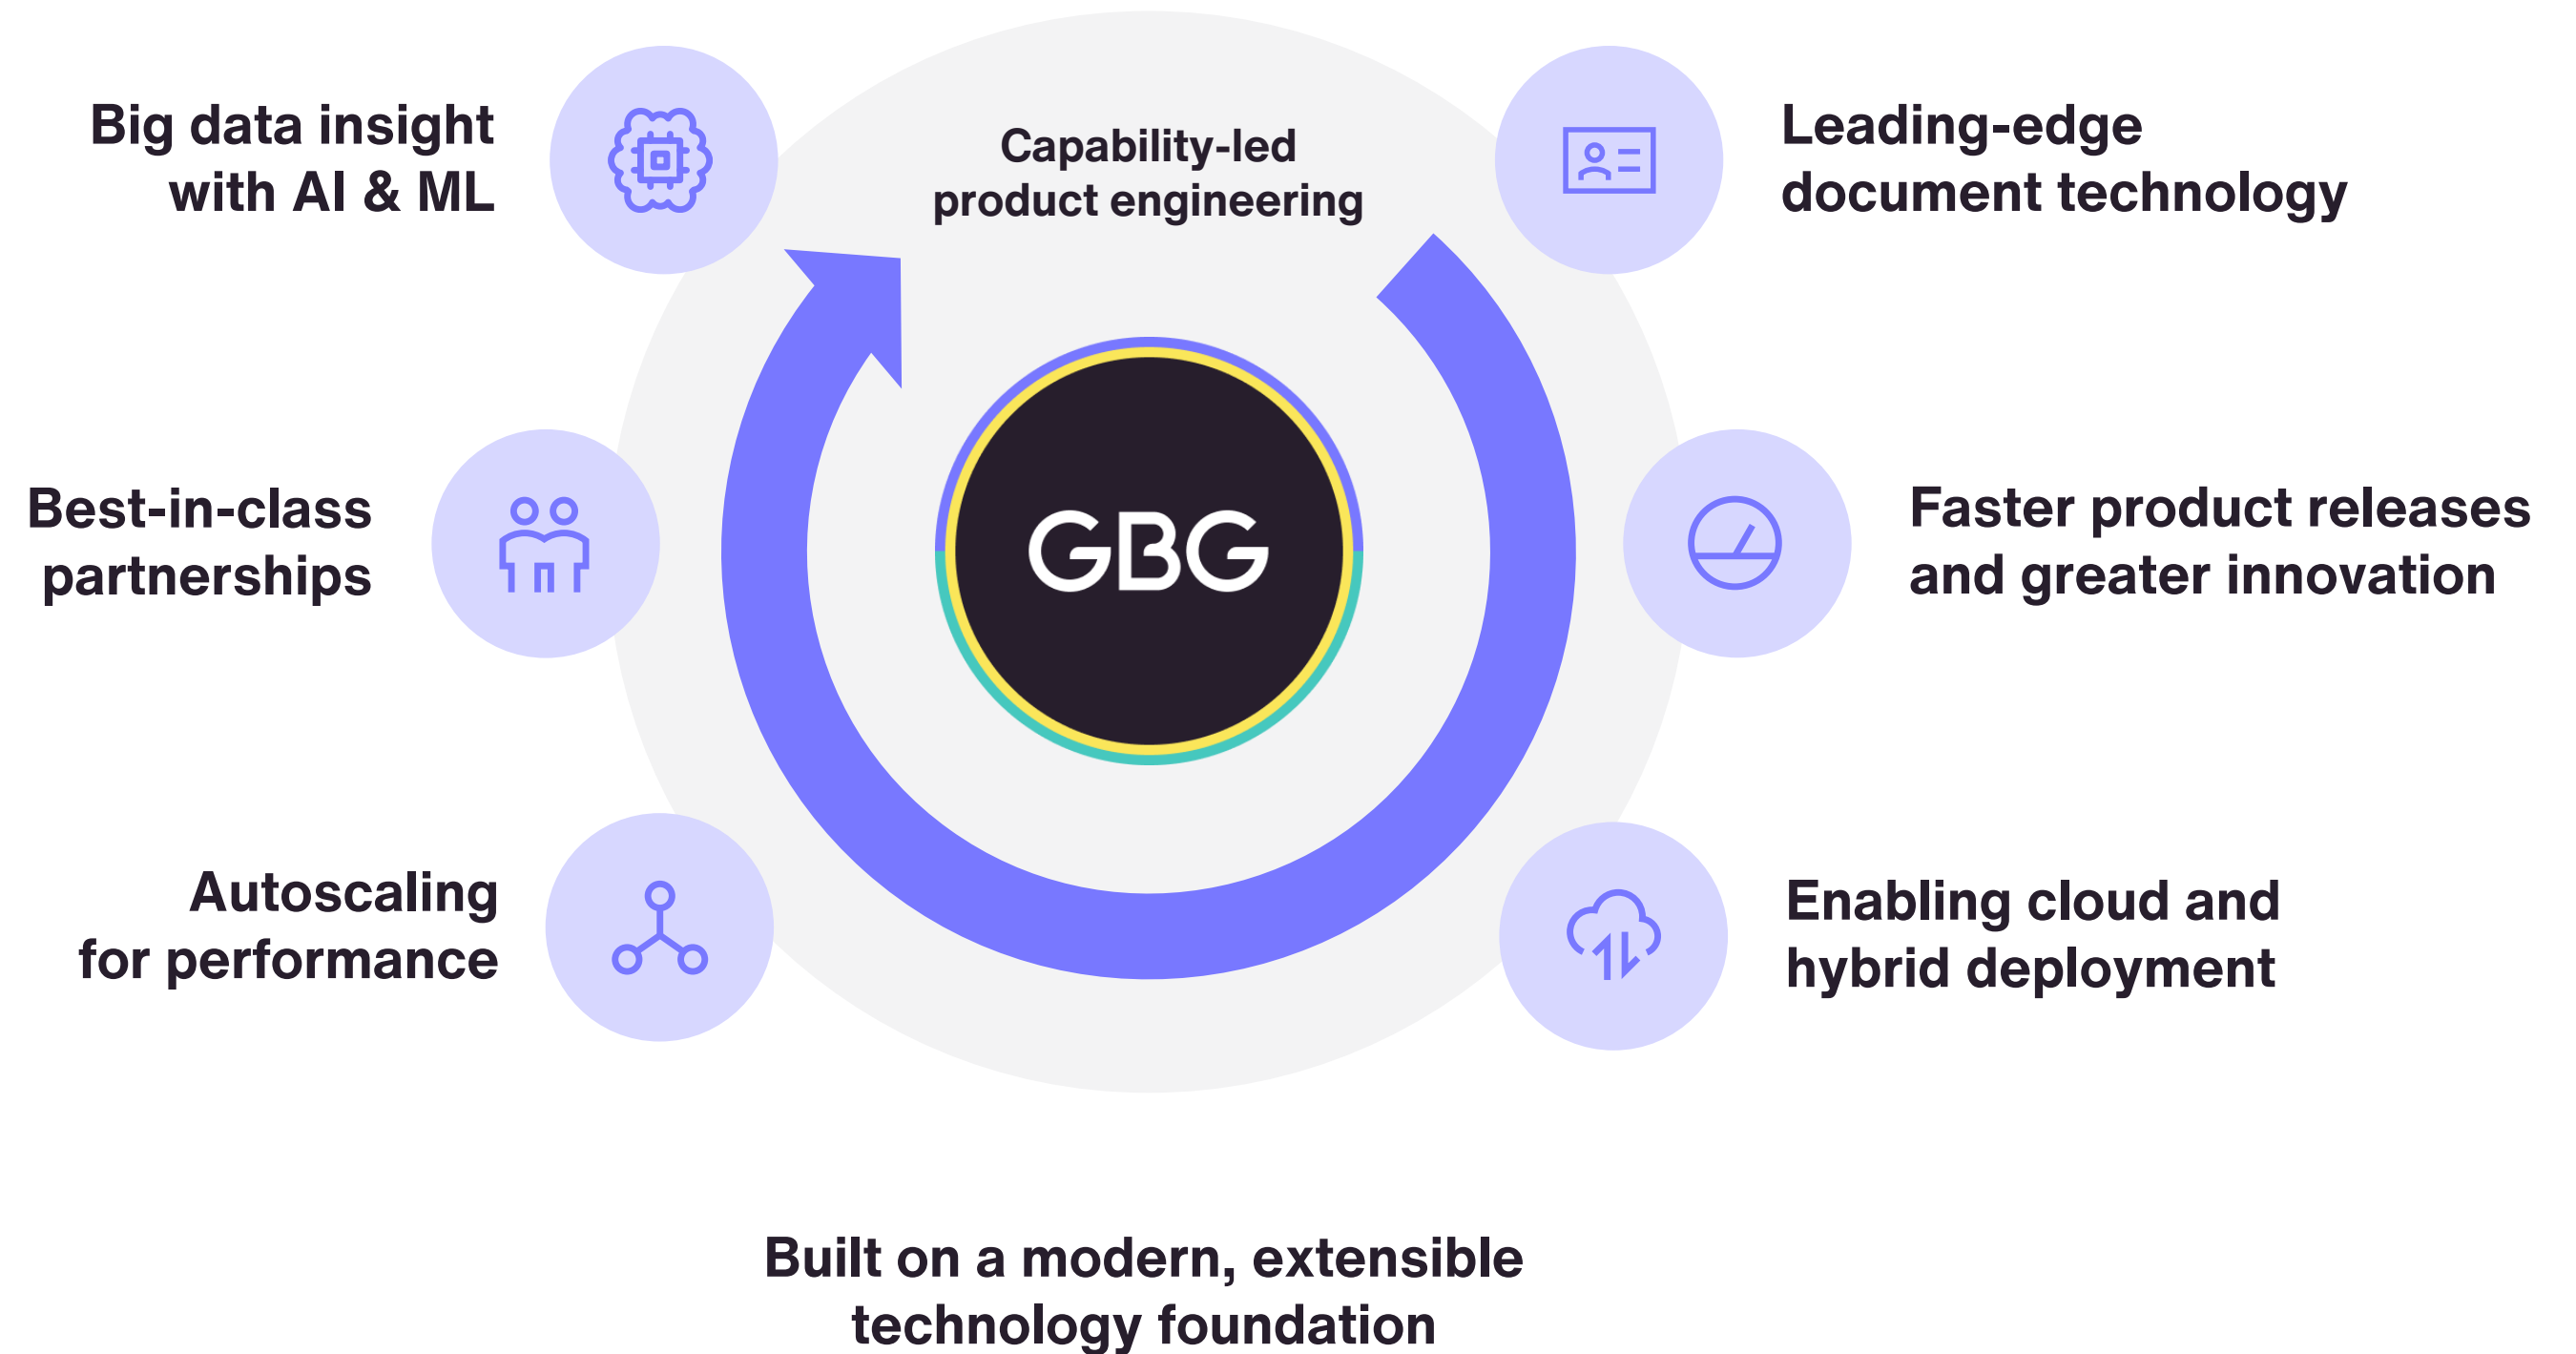 Capability-led
product engineering
Leading-edge
document technology
Faster product releases
and greater innovation
Enabling cloud and
hybrid deployment
Autoscaling
for performance
Best-in-class
partnerships
Big data insight
with AI & ML
GBG
Built on a modern, extensible
technology foundation